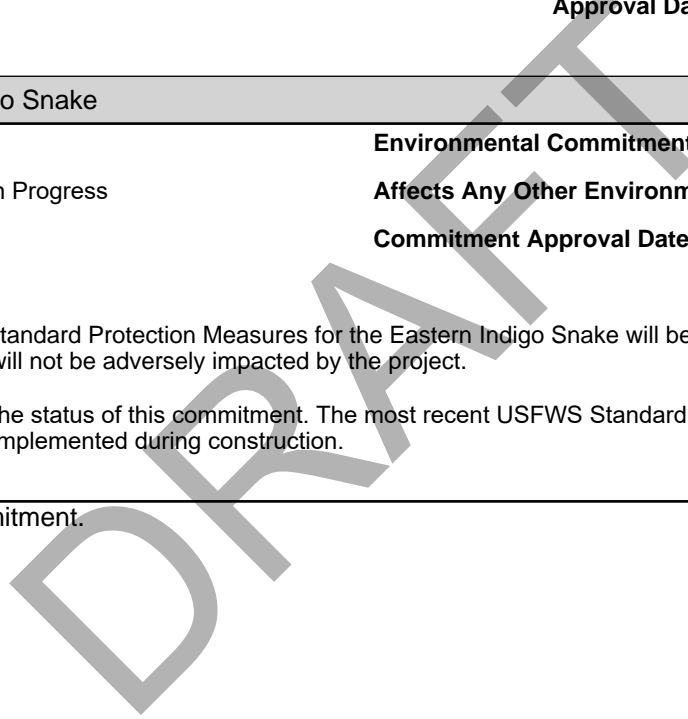 Approval Da
o Snake
Environmental Commitment
n Progress
Affects Any Other Environm
Commitment Approval Date
tandard Protection Measures for the Eastern Indigo Snake will be
will not be adversely impacted by the project.
he status of this commitment. The most recent USFWS Standard
mplemented during construction.
nitment.
DRAFT